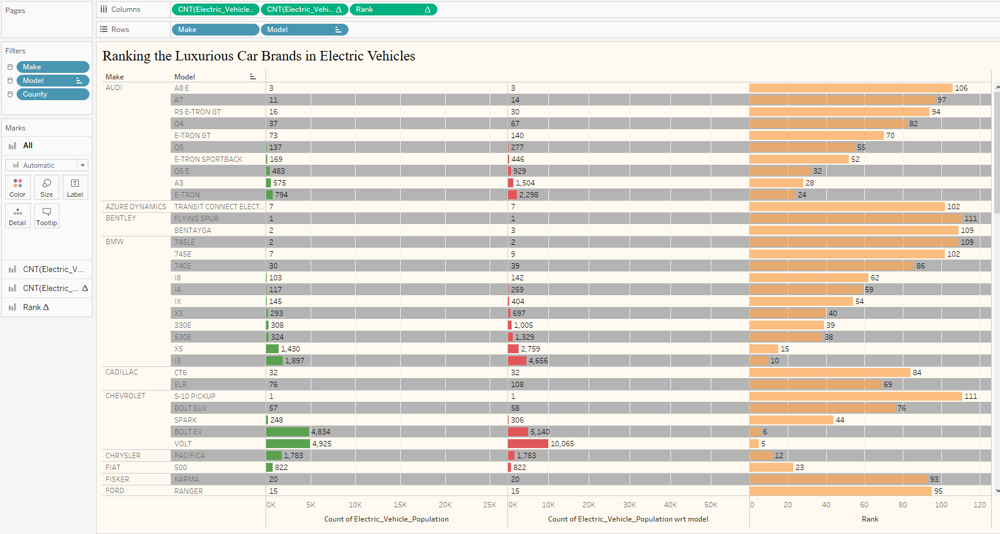 Pages
Columns CNT(Electric_Vehicle.. CNT(Electric_Vehi.. Δ Rank Δ
Rows Make Model
Filters
Make
Model
County
Marks
All
Automatic
Color Size Label
Detail Tooltip
CNT(Electric_V...
CNT(Electric_... Δ
Rank Δ
Ranking the Luxurious Car Brands in Electric Vehicles
Make Model
AUDI A8 E 3 3 106
A7 11 14 97
RS E-TRON GT 16 30 94
Q4 37 67 82
E-TRON GT 73 140 70
Q5 137 277 55
E-TRON SPORTBACK 169 446 52
Q5 E 483 929 32
A3 575 1,504 28
E-TRON 794 2,298 24
AZURE DYNAMICS TRANSIT CONNECT ELECT.. 7 7 102
BENTLEY FLYING SPUR 1 1 111
BENTAYGA 2 3 109
BMW 745LE 2 2 109
745E 7 9 102
740E 30 39 86
I8 103 142 62
I4 117 259 59
IX 145 404 54
X3 293 697 40
330E 308 1,005 39
530E 324 1,329 38
X5 1,430 2,759 15
I3 1,897 4,656 10
CADILLAC CT6 32 32 84
ELR 76 108 69
CHEVROLET S-10 PICKUP 1 1 111
BOLT EUV 57 58 76
SPARK 248 306 44
BOLT EV 4,834 5,140 6
VOLT 4,925 10,065 5
CHRYSLER PACIFICA 1,783 1,783 12
FIAT 500 822 822 23
FISKER KARMA 20 20 93
FORD RANGER 15 15 95
0K 5K 10K 15K 20K 25K 0K 10K 20K 30K 40K 50K 0 20 40 60 80 100 120
Count of Electric_Vehicle_Population Count of Electric_Vehicle_Population wrt model Rank